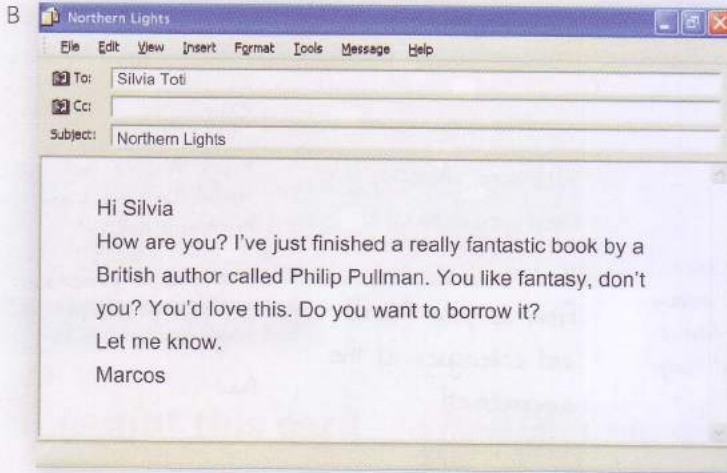 B
Northern Lights
File Edit View Insert Format Tools Message Help
To: Silvia Toti
Cc:
Subject: Northern Lights
Hi Silvia
How are you? I've just finished a really fantastic book by a
British author called Philip Pullman. You like fantasy, don't
you? You'd love this. Do you want to borrow it?
Let me know.
Marcos